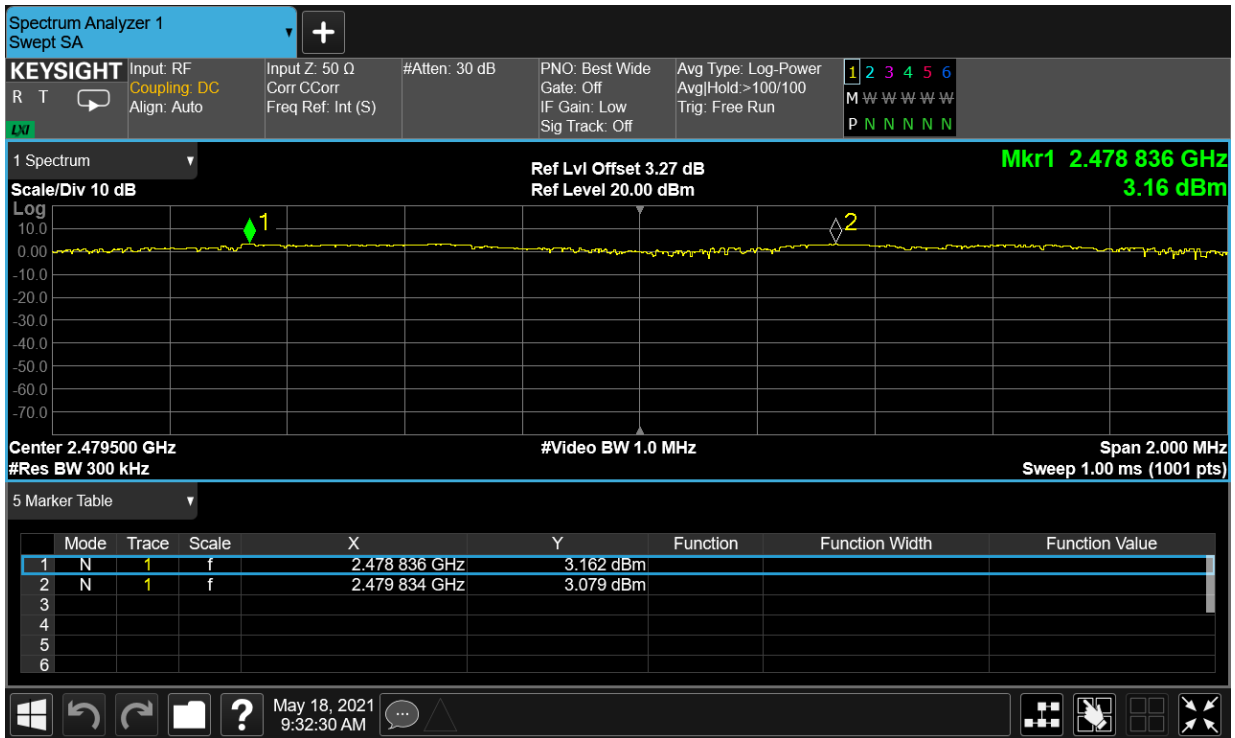 Spectrum Analyzer 1
Swept SA
+
KEYSIGHT
R T
LXI
Input: RF
Coupling: DC
Align: Auto
Input Z: 50 Ω
Corr CCorr
Freq Ref: Int (S)
#Atten: 30 dB
PNO: Best Wide
Gate: Off
IF Gain: Low
Sig Track: Off
Avg Type: Log-Power
Avg|Hold:>100/100
Trig: Free Run
1 2 3 4 5 6
M W W W W W
P N N N N N
1 Spectrum
Scale/Div 10 dB
Ref Lvl Offset 3.27 dB
Ref Level 20.00 dBm
Mkr1 2.478 836 GHz
3.16 dBm
Log
1
2
10.0
0.00
-10.0
-20.0
-30.0
-40.0
-50.0
-60.0
-70.0
Center 2.479500 GHz
#Res BW 300 kHz
#Video BW 1.0 MHz
Span 2.000 MHz
Sweep 1.00 ms (1001 pts)
5 Marker Table
Mode Trace Scale X Y Function Function Width Function Value
1 N 1 f 2.478 836 GHz 3.162 dBm
2 N 1 f 2.479 834 GHz 3.079 dBm
3
4
5
6
?
May 18, 2021
9:32:30 AM